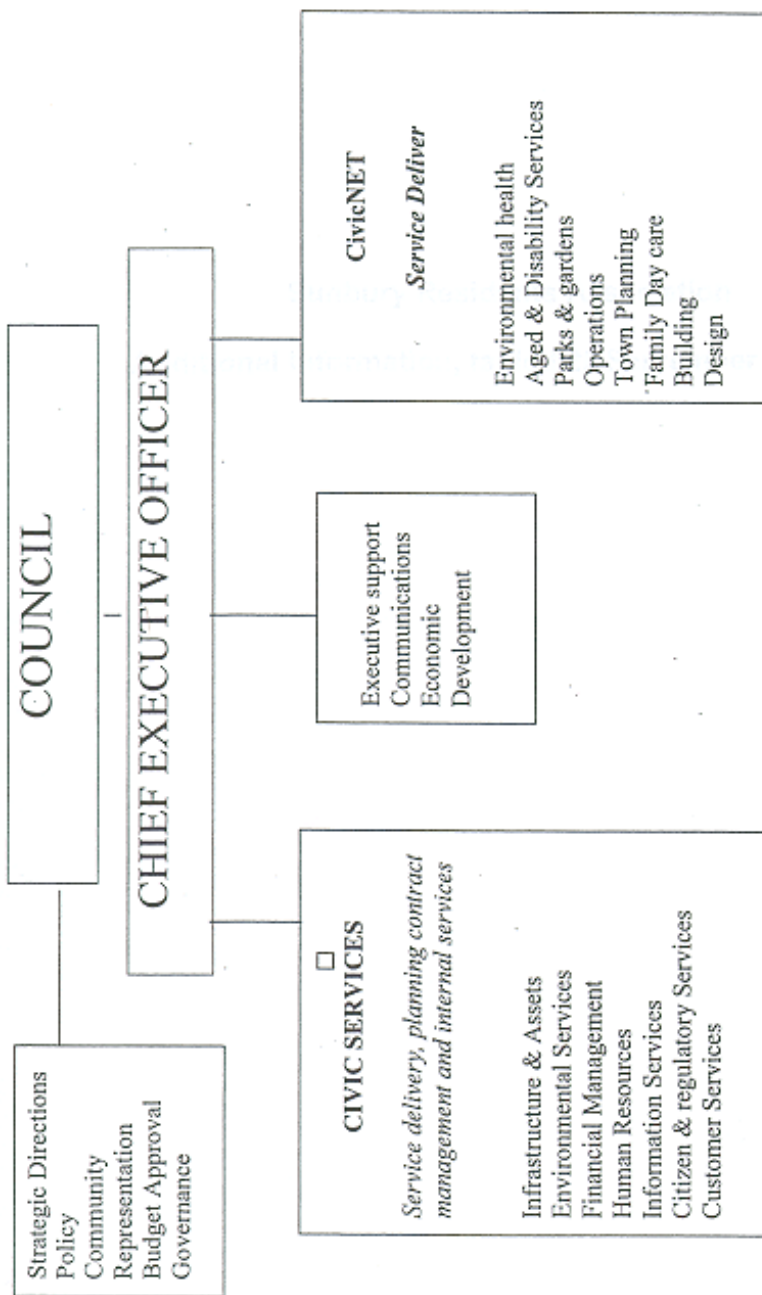 COUNCIL
Strategic Directions
Policy
Community
Representation
Budget Approval
Governance
CHIEF EXECUTIVE OFFICER
CIVIC SERVICES
Service delivery, planning contract
management and internal services
Infrastructure & Assets
Environmental Services
Financial Management
Human Resources
Information Services
Citizen & regulatory Services
Customer Services
Executive support
Communications
Economic
Development
CivicNET
Service Deliver
Environmental health
Aged & Disability Services
Parks & gardens
Operations
Town Planning
Family Day care
Building
Design